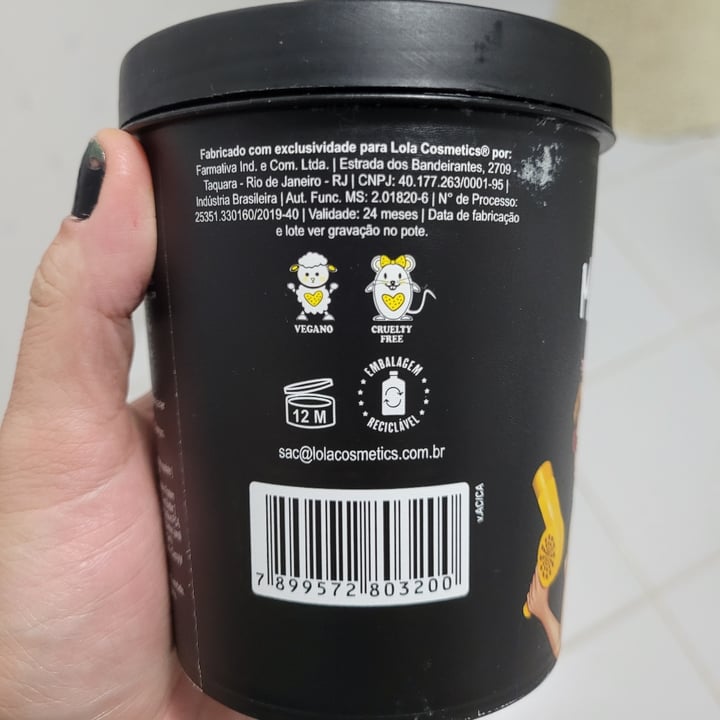 Fabricado com exclusividade para Lola Cosmetics® por:
Farmativa Ind. e Com. Ltda. | Estrada dos Bandeirantes, 2709 -
Taquara - Rio de Janeiro - RJ | CNPJ: 40.177.263/0001-95 |
Indústria Brasileira | Aut. Func. MS: 2.01820-6 | N° de Processo:
25351.330160/2019-40 | Validade: 24 meses | Data de fabricação
e lote ver gravação no pote.
VEGANO
CRUELTY
FREE
12 M
EMBALAGEM
RECICLÁVEL
sac@lolacosmetics.com.br
v.ACICA
7 899572 803200